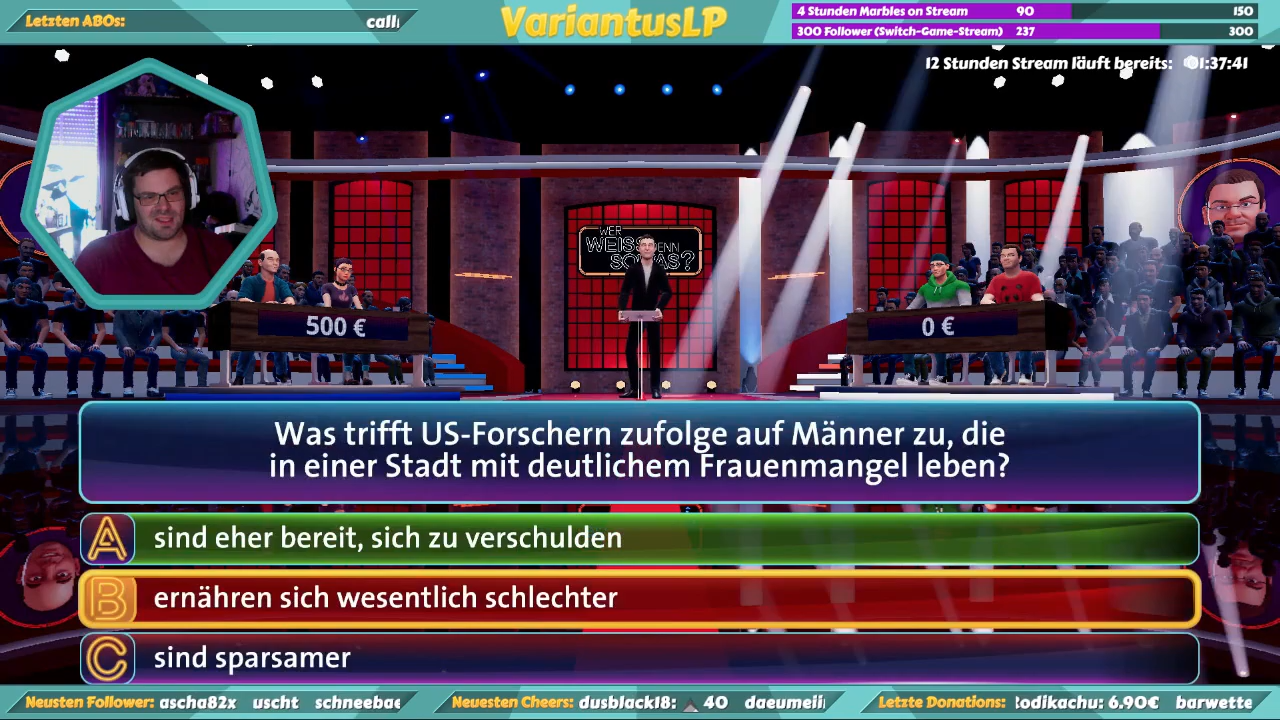 Letzten ABOs:
calli
VariantusLP
4 Stunden Marbles on Stream 90 150
300 Follower (Switch-Game-Stream) 237 300
12 Stunden Stream läuft bereits: 01:37:41
WER
WEISS DENN
SOWAS?
500 €
0 €
Was trifft US-Forschern zufolge auf Männer zu, die
in einer Stadt mit deutlichem Frauenmangel leben?
A sind eher bereit, sich zu verschulden
B ernähren sich wesentlich schlechter
C sind sparsamer
Neusten Follower: ascha82x uscht schneebae
Neuesten Cheers: dusblack18: 40 daeumeili
Letzte Donations: todikachu: 6.90€ barwette